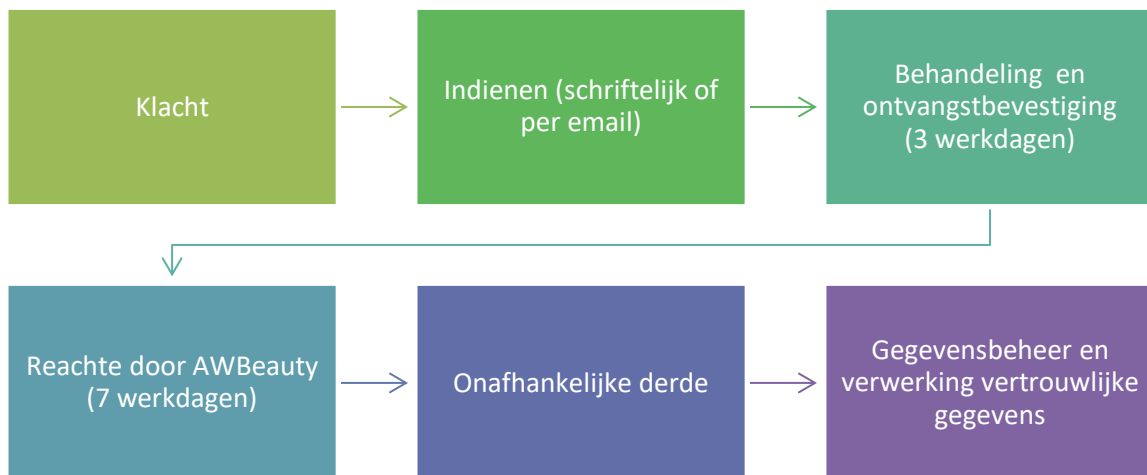 Klacht
Indienen (schriftelijk of
per email)
Behandeling en
ontvangstbevestiging
(3 werkdagen)
Reachte door AWBeauty
(7 werkdagen)
Onafhankelijke derde
Gegevensbeheer en
verwerking vertrouwlijke
gegevens